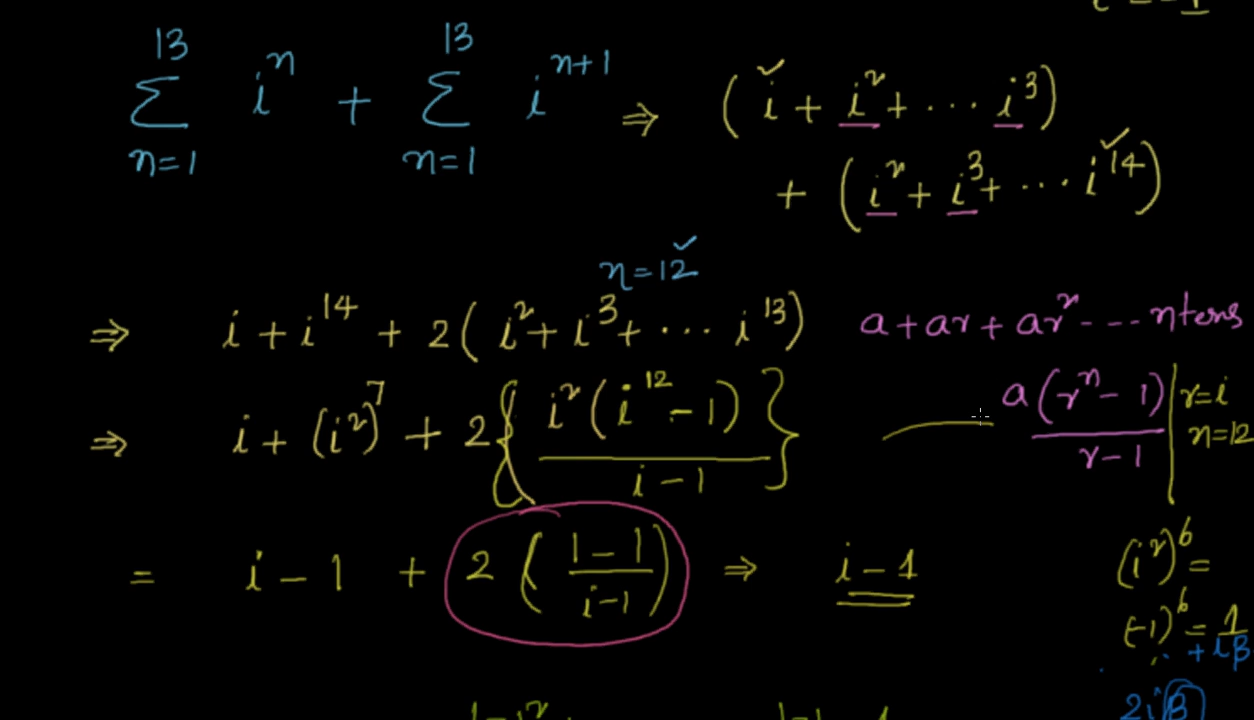 13 13
∑ iⁿ + ∑ iⁿ⁺¹ ⇒ (i + i² + ... i³)
n=1 n=1
+ (i² + i³ + ... i¹⁴)
n=12
⇒ i + i¹⁴ + 2(i² + i³ + ... i¹³) a + ar + ar² --- n terms
⇒ i + (i²)⁷ + 2{i²(i¹² - 1) / i - 1} a(rⁿ - 1) / r - 1 | r=i n=12
= i - 1 + 2(1 - 1 / i - 1) ⇒ i - 1
(i²)⁶ =
(-1)⁶ = 1
+ iβ
2iβ